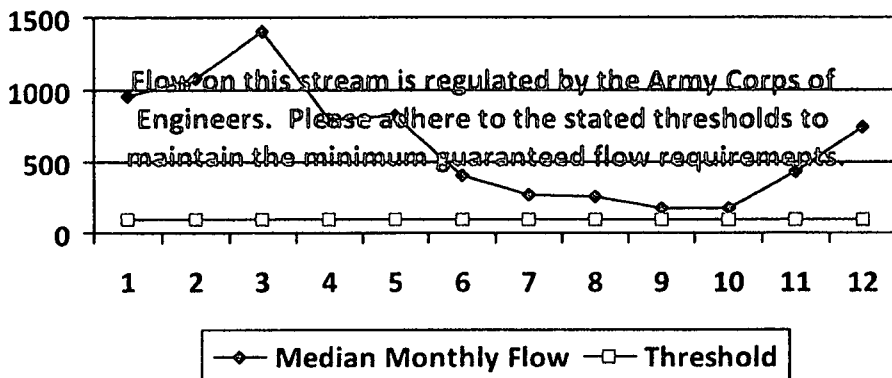 1500
Flow on this stream is regulated by the Army Corps of
1000
Engineers. Please adhere to the stated thresholds to
500
maintain the minimum guaranteed flow requirements.
0
1 2 3 4 5 6 7 8 9 10 11 12
Median Monthly Flow Threshold